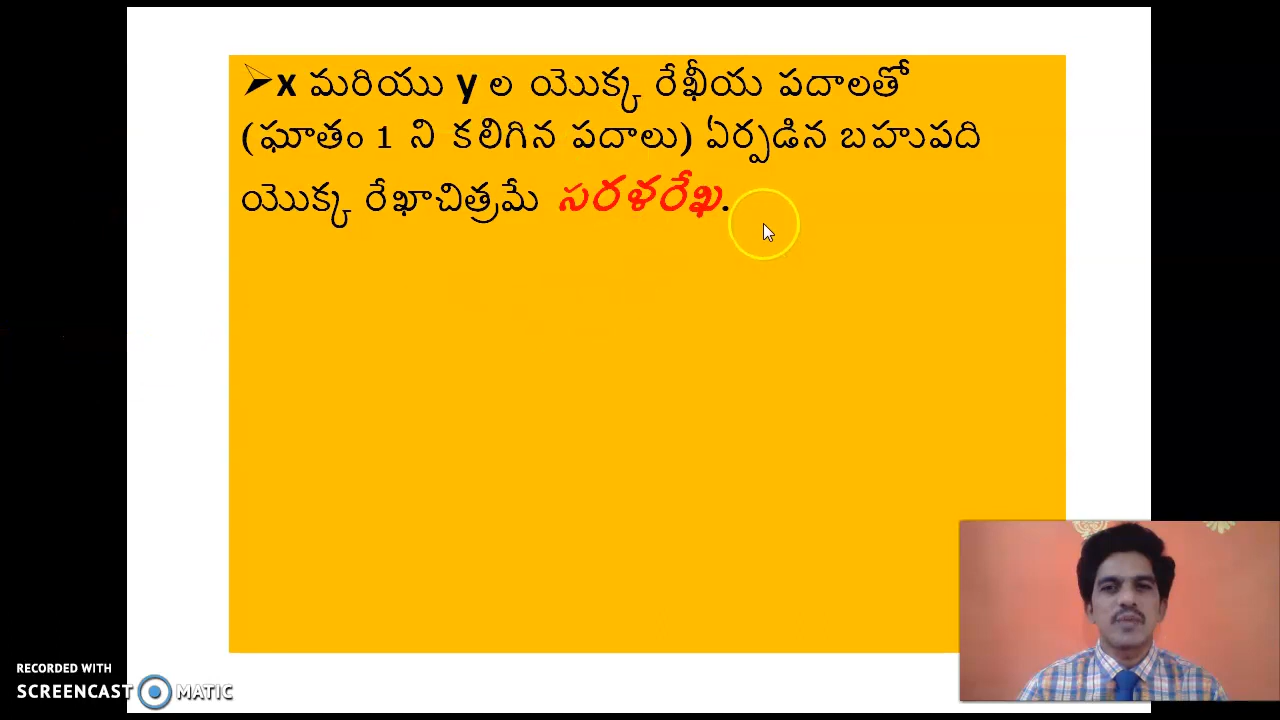 ➢x మరియు y ల యొక్క రేఖీయ పదాలతో
(ఘాతం 1 ని కలిగిన పదాలు) ఏర్పడిన బహుపది
యొక్క రేఖాచిత్రమే సరళరేఖ.
RECORDED WITH
SCREENCAST MATIC